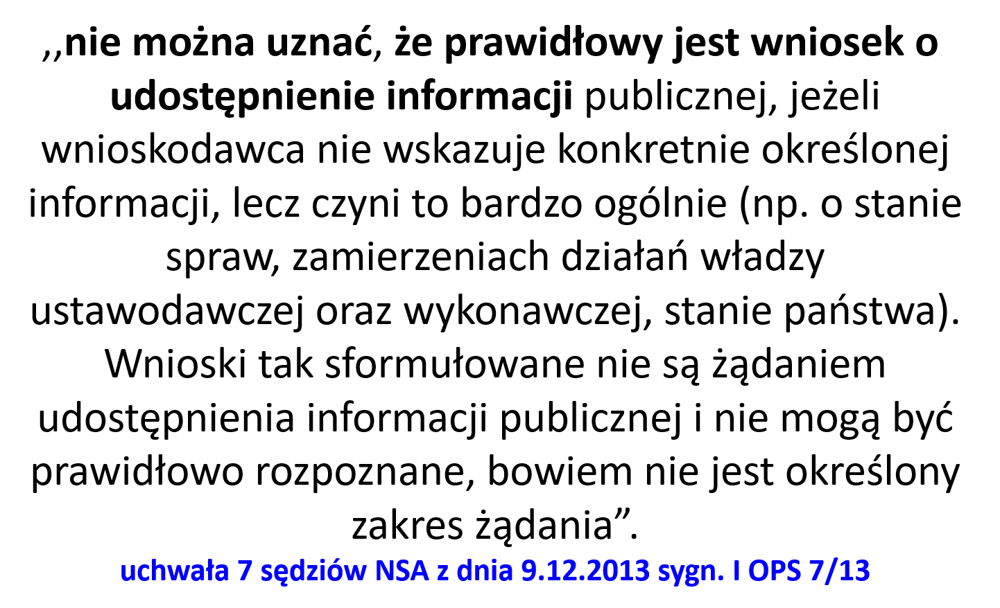 ,,nie można uznać, że prawidłowy jest wniosek o
udostępnienie informacji publicznej, jeżeli
wnioskodawca nie wskazuje konkretnie określonej
informacji, lecz czyni to bardzo ogólnie (np. o stanie
spraw, zamierzeniach działań władzy
ustawodawczej oraz wykonawczej, stanie państwa).
Wnioski tak sformułowane nie są żądaniem
udostępnienia informacji publicznej i nie mogą być
prawidłowo rozpoznane, bowiem nie jest określony
zakres żądania”.
uchwała 7 sędziów NSA z dnia 9.12.2013 sygn. I OPS 7/13